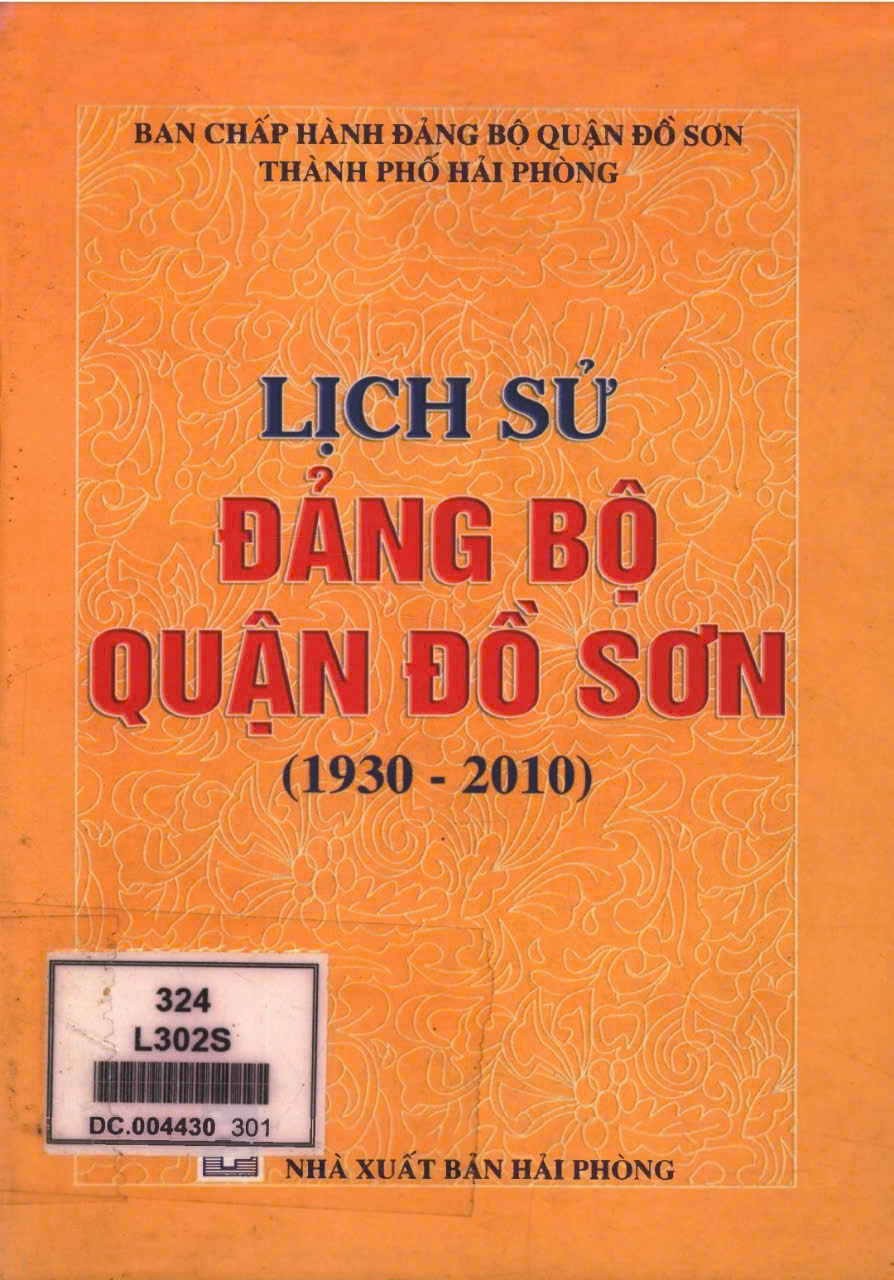 BAN CHẤP HÀNH ĐẢNG BỘ QUẬN ĐỒ SƠN
THÀNH PHỐ HẢI PHÒNG
LỊCH SỬ
ĐẢNG BỘ
QUẬN ĐỒ SƠN
(1930 - 2010)
324
L302S
DC.004430 301
NHÀ XUẤT BẢN HẢI PHÒNG